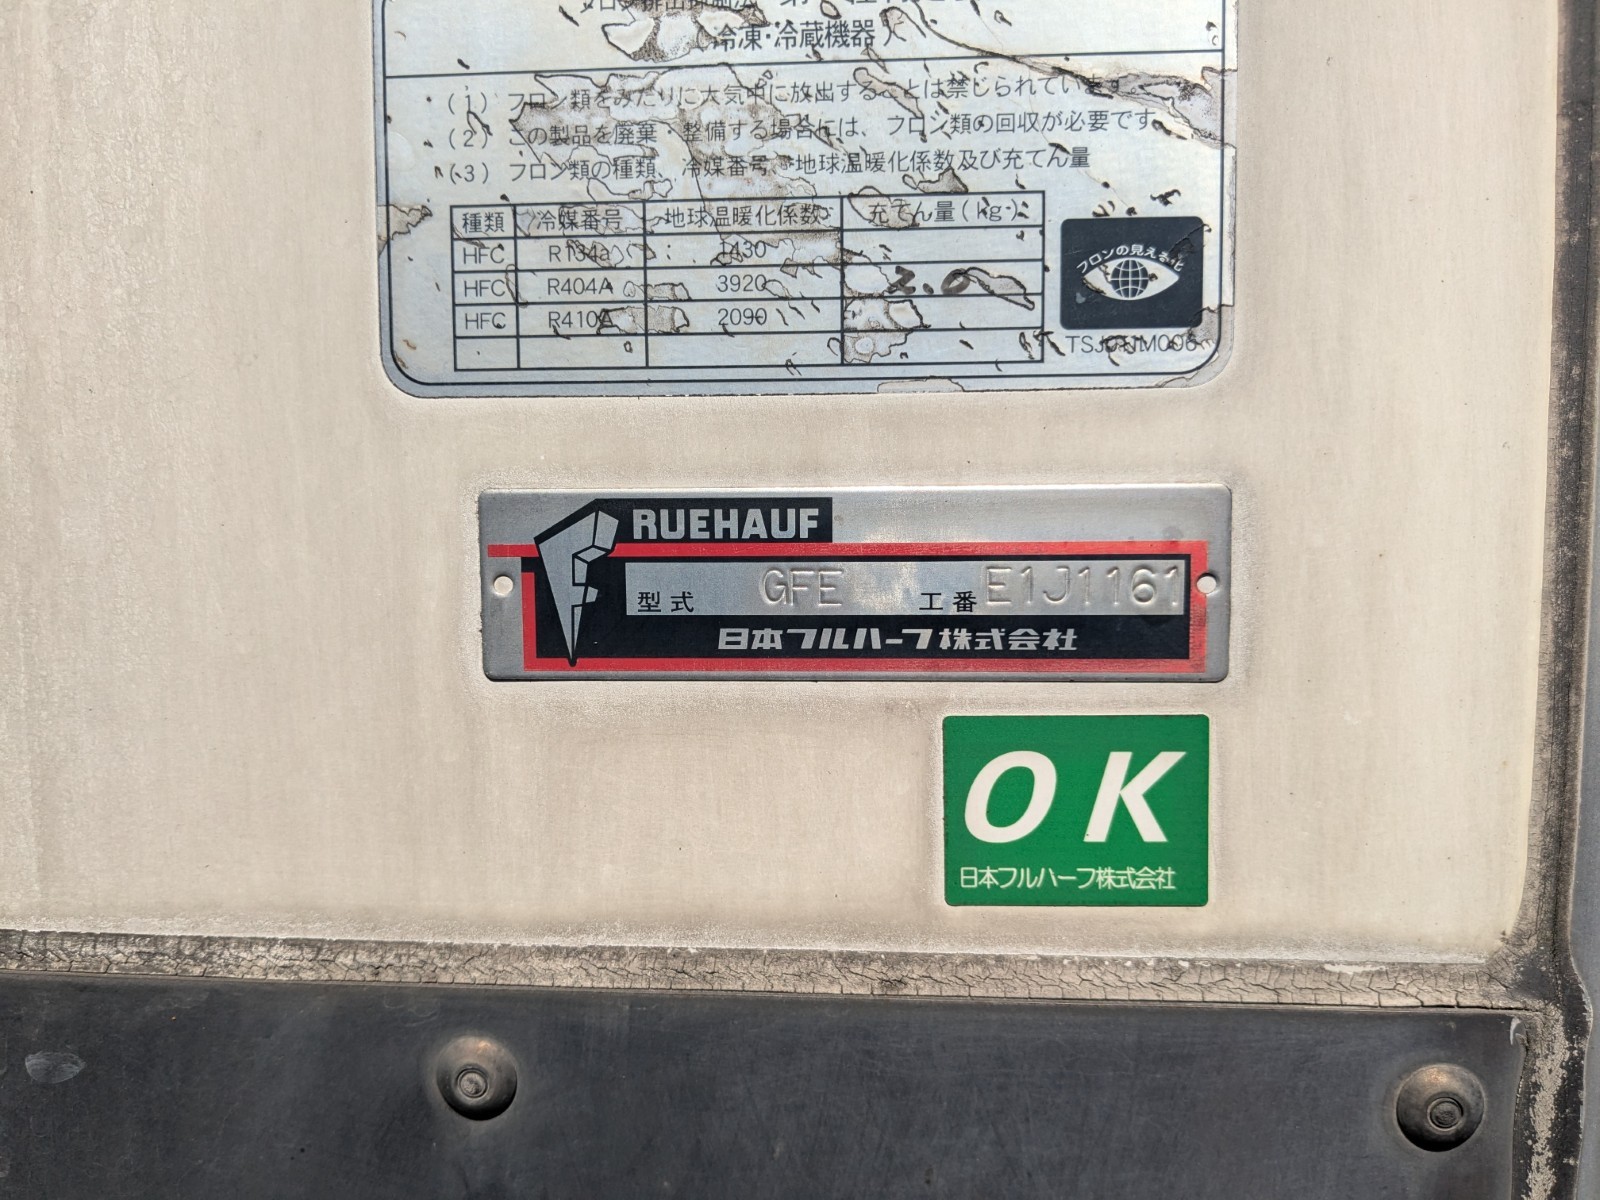 (冷凍・冷蔵機器)
(1) フロン類をみだりに大気中に放出することは禁じられています。
(2) この製品を廃棄・整備する場合には、フロン類の回収が必要です。
(3) フロン類の種類、冷媒番号、地球温暖化係数及び充てん量
種類 冷媒番号 地球温暖化係数 充てん量(kg)
HFC R134a 1430
HFC R404A 3920 2.0
HFC R410A 2090
フロンの見える化
RUEHAUF
型式 GFE 工番 E1J1161
日本フルハーフ株式会社
OK
日本フルハーフ株式会社